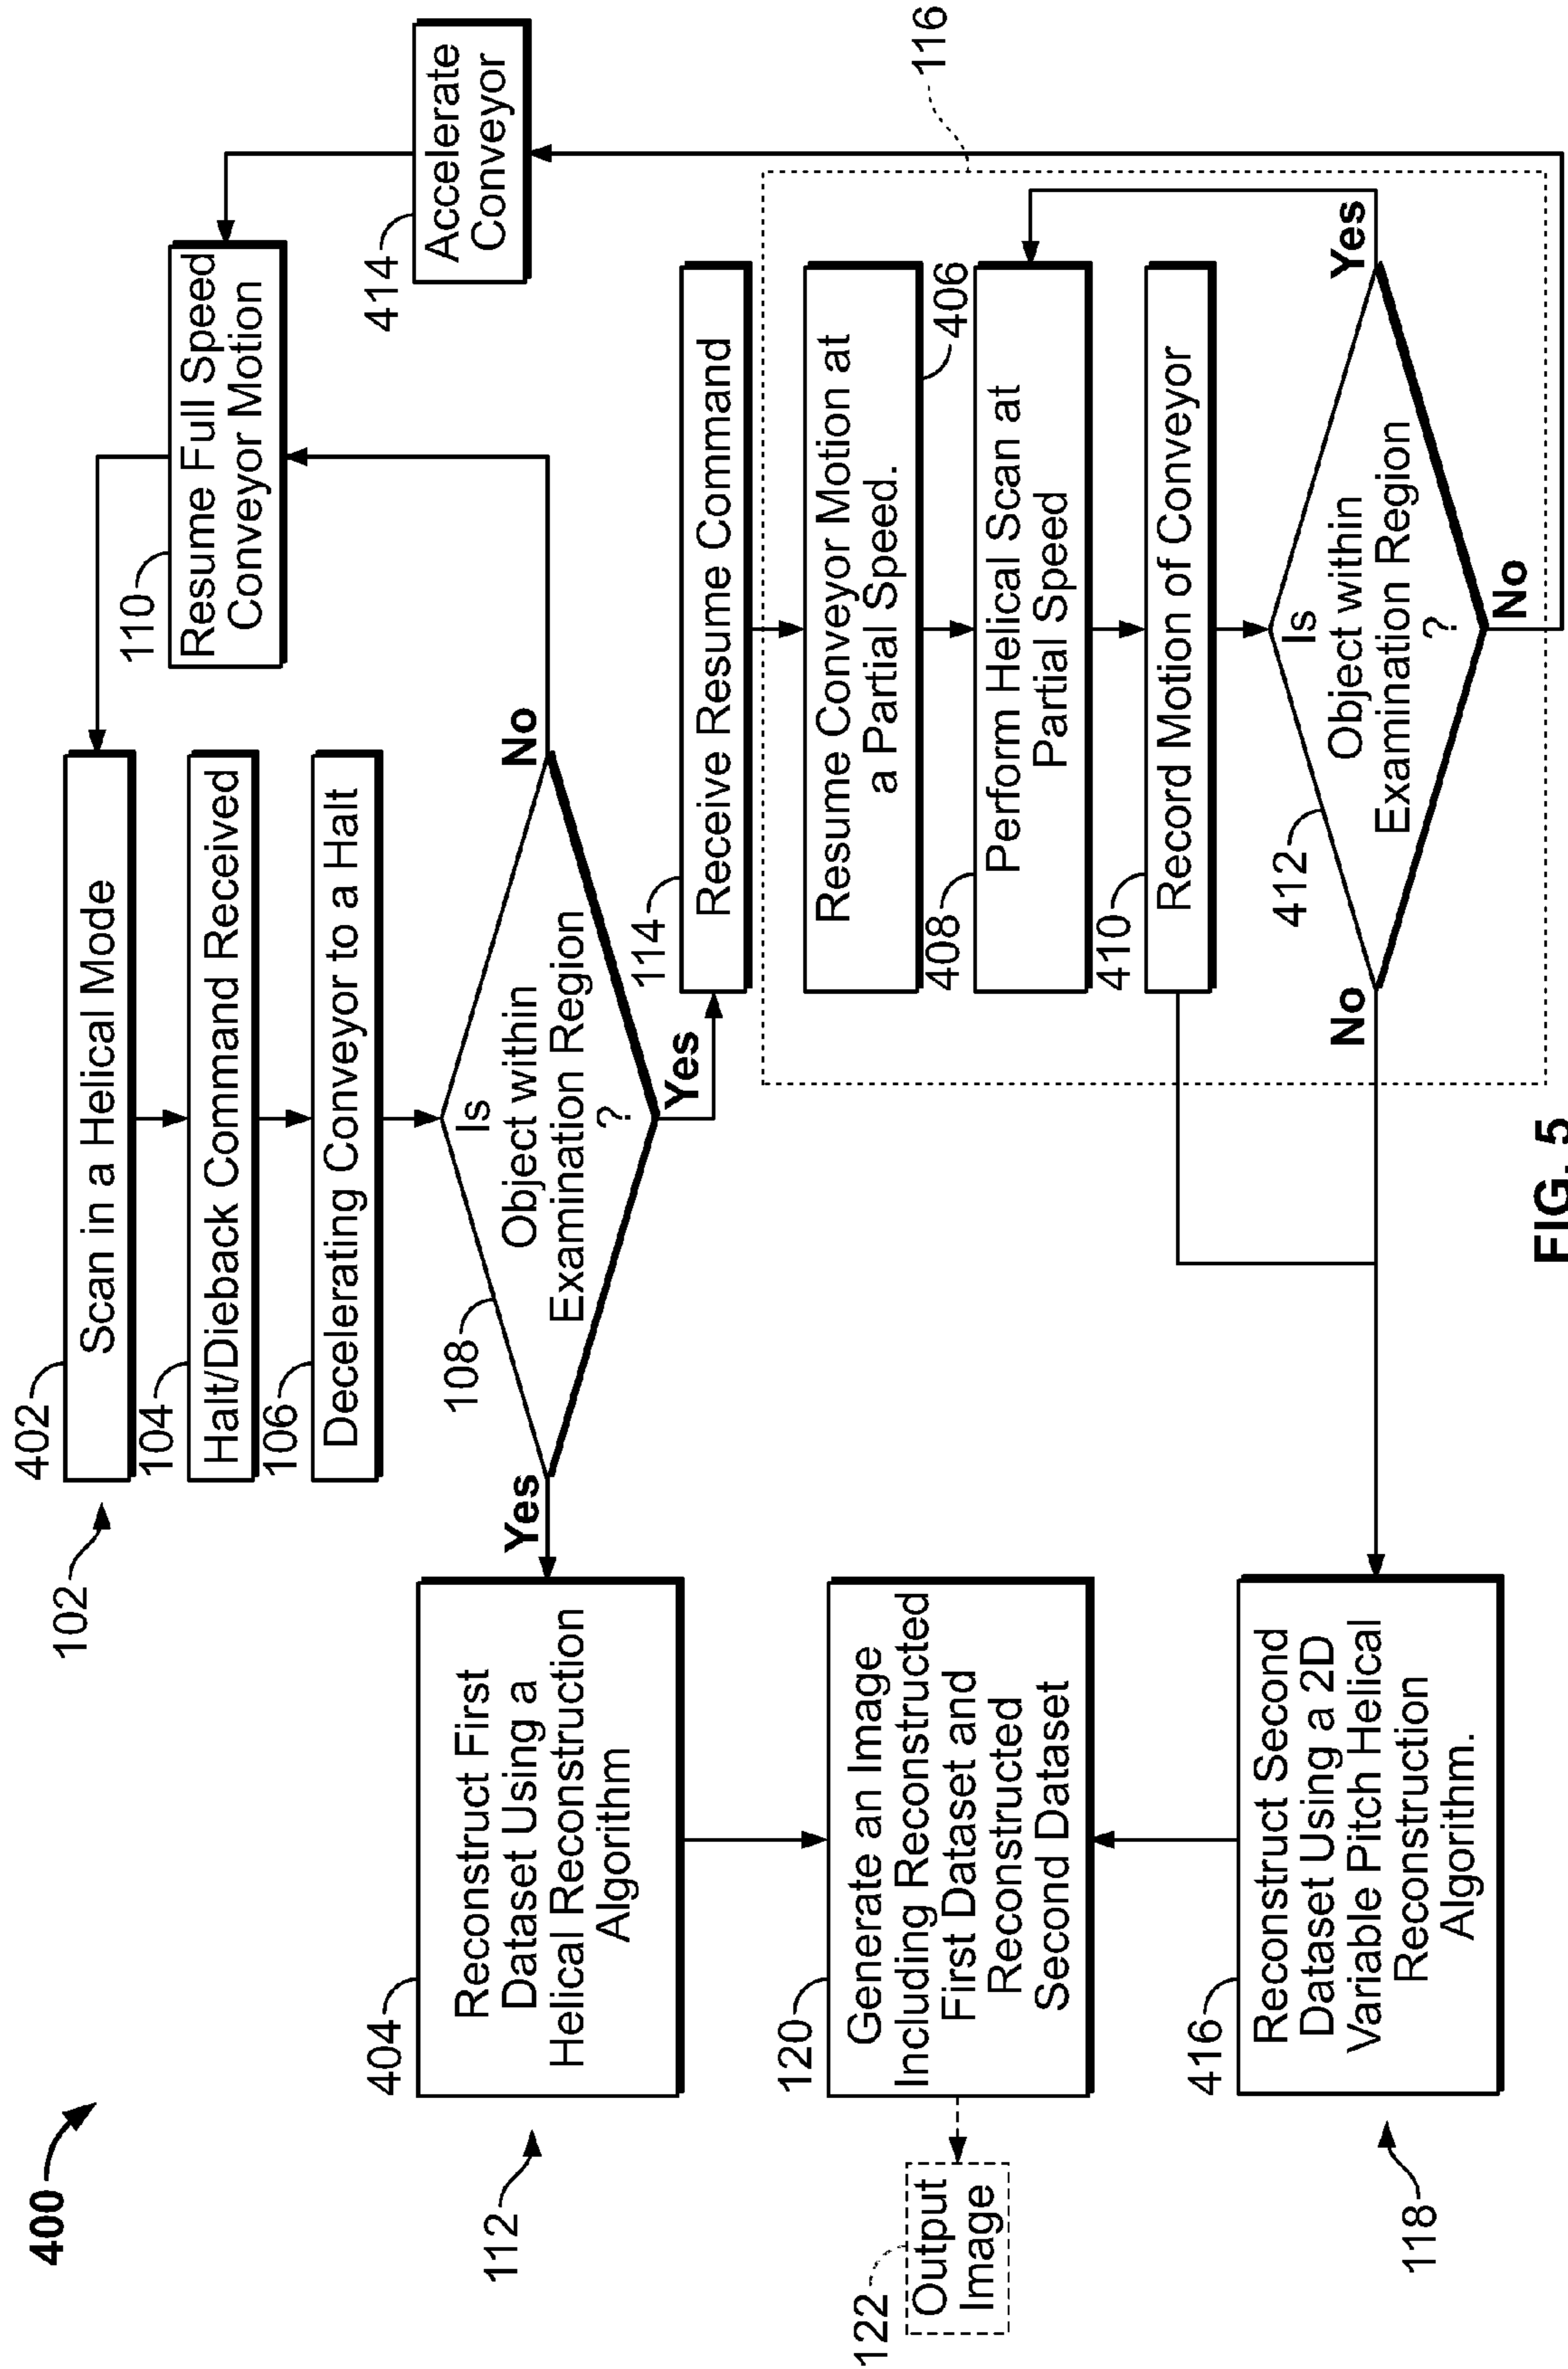 400
102
402
Scan in a Helical Mode
104
Halt/Dieback Command Received
106
Decelerating Conveyor to a Halt
108
Is
Object within
Examination Region
?
Yes
No
Yes
110
Resume Full Speed
Conveyor Motion
414
Accelerate
Conveyor
112
404
Reconstruct First
Dataset Using a
Helical Reconstruction
Algorithm
114
Receive Resume Command
116
Resume Conveyor Motion at
a Partial Speed.
406
408
Perform Helical Scan at
Partial Speed
410
Record Motion of Conveyor
412
Is
Object within
Examination Region
?
No
Yes
No
122
Output
Image
120
Generate an Image
Including Reconstructed
First Dataset and
Reconstructed
Second Dataset
118
416
Reconstruct Second
Dataset Using a 2D
Variable Pitch Helical
Reconstruction
Algorithm.
FIG. 5